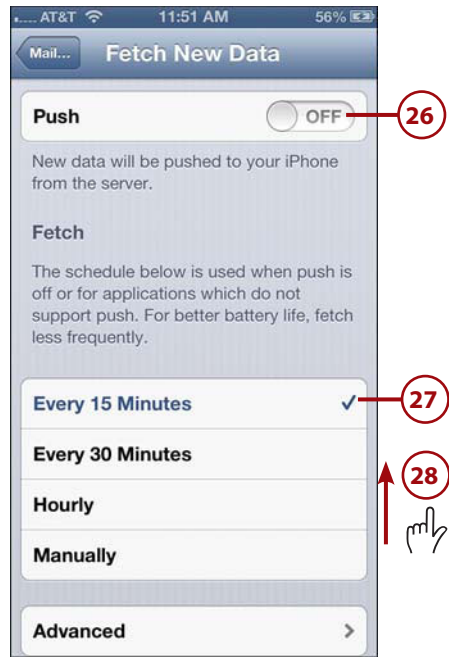 ..... AT&T 11:51 AM 56%
Mail... Fetch New Data
Push OFF 26
New data will be pushed to your iPhone
from the server.
Fetch
The schedule below is used when push is
off or for applications which do not
support push. For better battery life, fetch
less frequently.
Every 15 Minutes 27
Every 30 Minutes
28
Hourly
Manually
Advanced